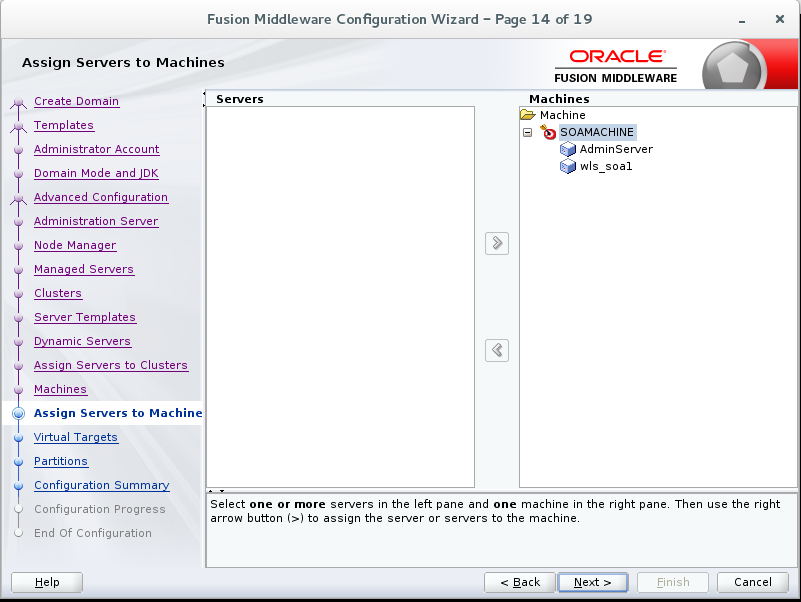 Fusion Middleware Configuration Wizard – Page 14 of 19
Assign Servers to Machines
ORACLE
FUSION MIDDLEWARE
Create Domain
Templates
Administrator Account
Domain Mode and JDK
Advanced Configuration
Administration Server
Node Manager
Managed Servers
Clusters
Server Templates
Dynamic Servers
Assign Servers to Clusters
Machines
Assign Servers to Machine
Virtual Targets
Partitions
Configuration Summary
Configuration Progress
End Of Configuration
Servers
Machines
Machine
SOAMACHINE
AdminServer
wls_soa1
Select one or more servers in the left pane and one machine in the right pane. Then use the right
arrow button (>) to assign the server or servers to the machine.
Help
< Back
Next >
Finish
Cancel